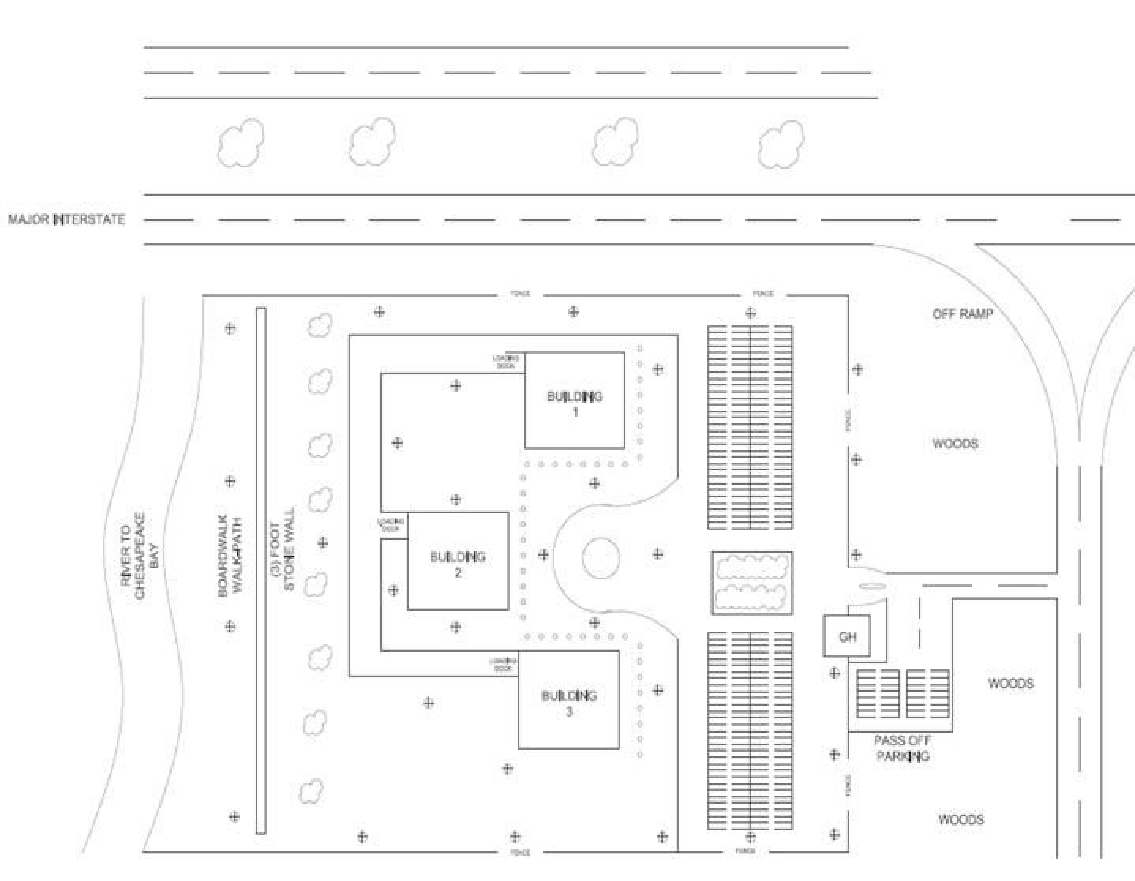 MAJOR INTERSTATE
FENCE
FENCE
OFF RAMP
LOADING
DOCK
BUILDING
1
FENCE
WOODS
RIVER TO
CHESAPEAKE
BAY
BOARDWALK
WALK-PATH
(3) FOOT
STONE WALL
LOADING
DOCK
BUILDING
2
GH
LOADING
DOCK
BUILDING
3
WOODS
PASS OFF
PARKING
FENCE
WOODS
FENCE
FENCE